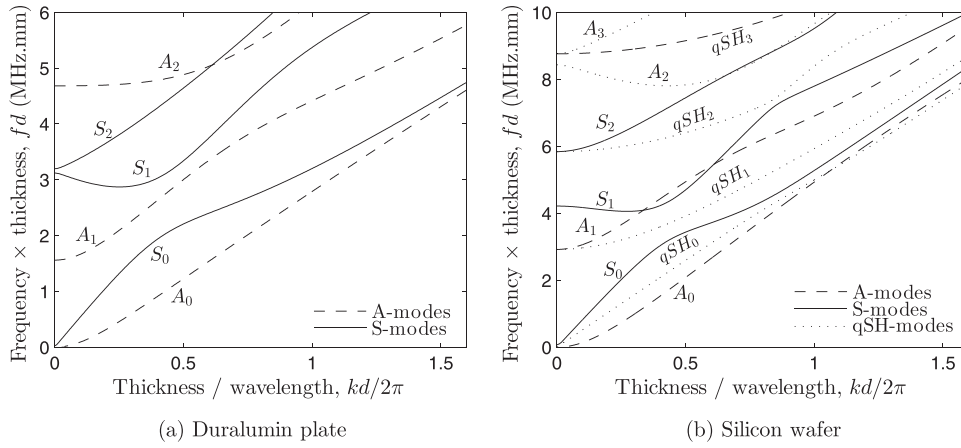 Frequency × thickness, fd (MHz.mm)
6
5
4
3
2
1
0
A₂
S₂
S₁
A₁
S₀
A₀
A-modes
S-modes
0 0.5 1 1.5
Thickness / wavelength, kd/2π
(a) Duralumin plate
Frequency × thickness, fd (MHz.mm)
10
8
6
4
2
0
A₃
qSH₃
A₂
S₂
qSH₂
S₁
qSH₁
A₁
qSH₀
S₀
A₀
A-modes
S-modes
qSH-modes
0 0.5 1 1.5
Thickness / wavelength, kd/2π
(b) Silicon wafer